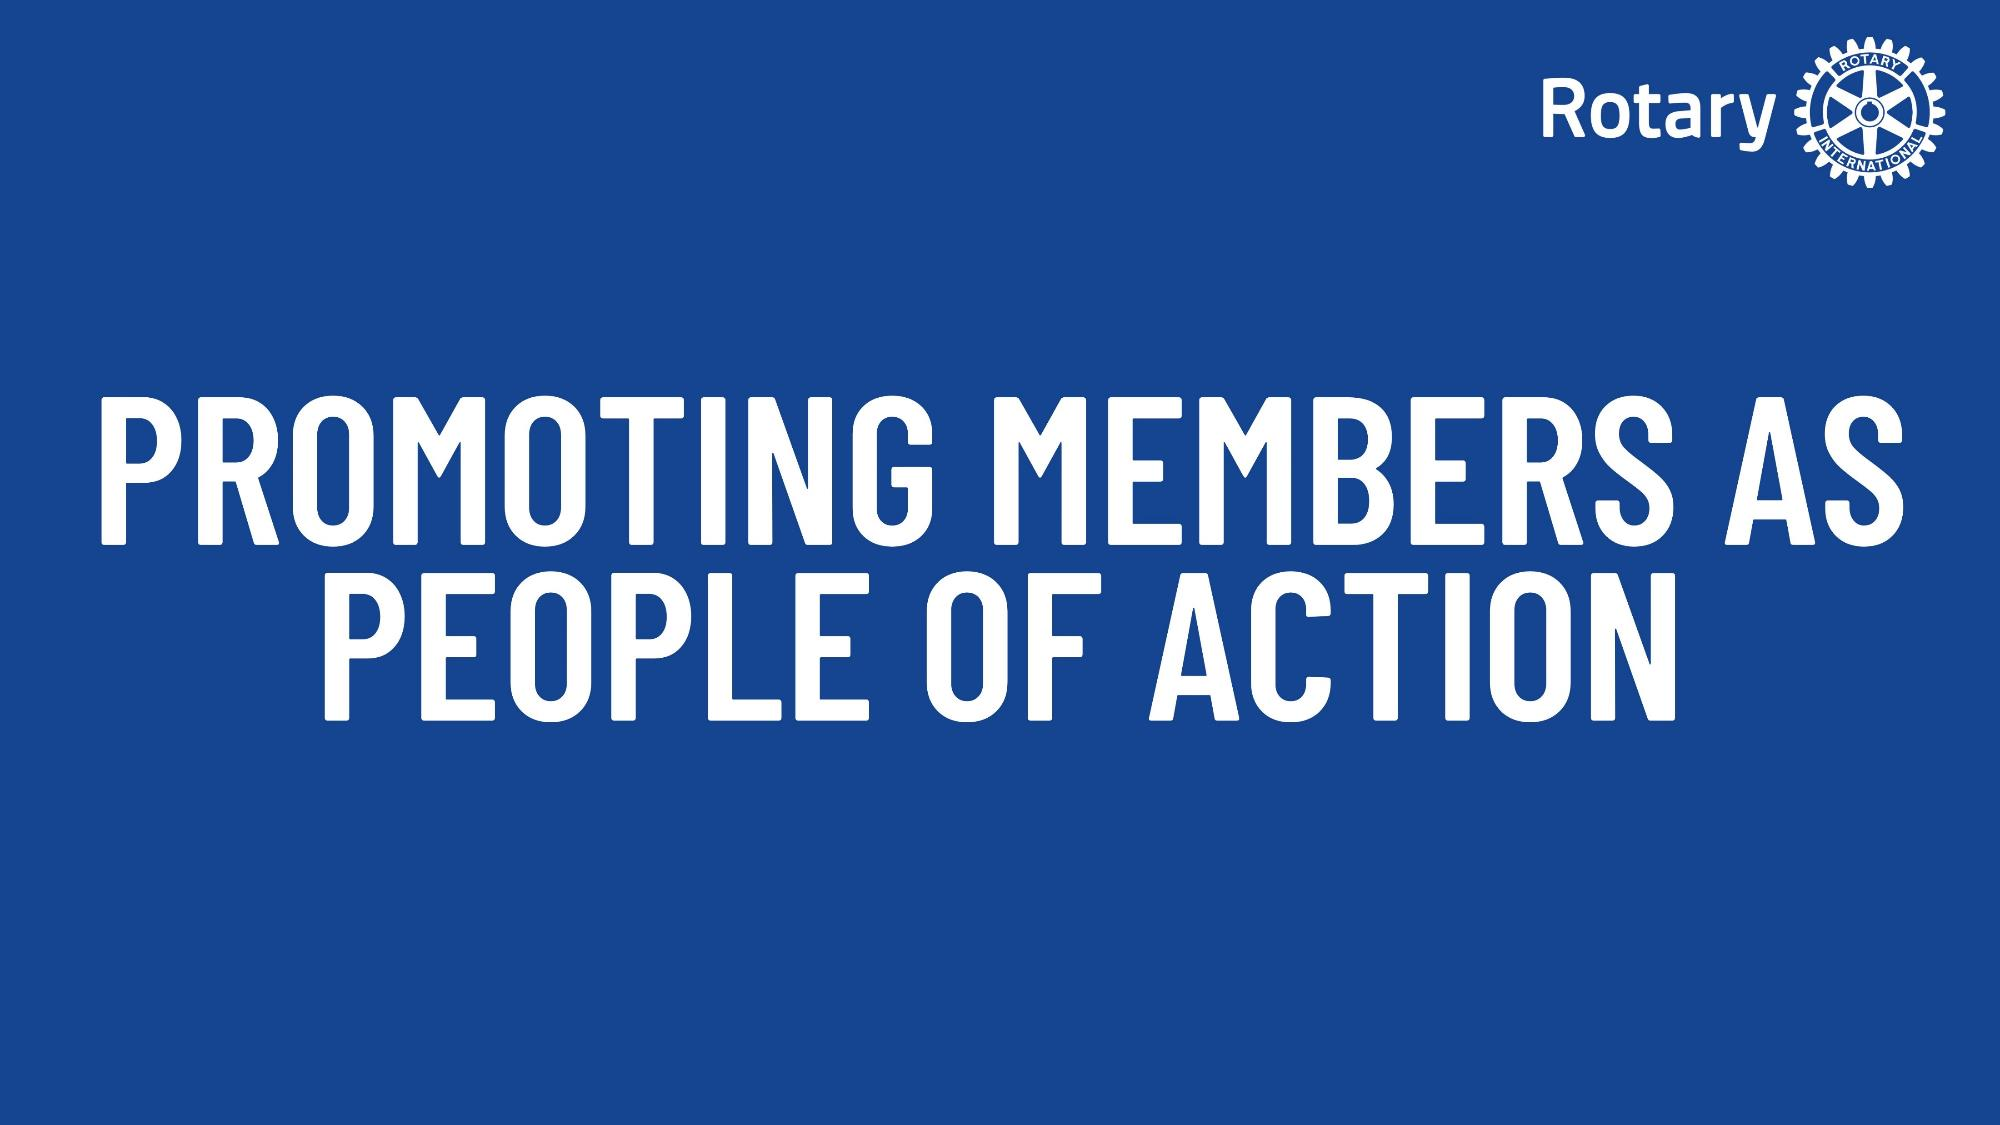 Rotary
ROTARY
INTERNATIONAL
PROMOTING MEMBERS AS
PEOPLE OF ACTION